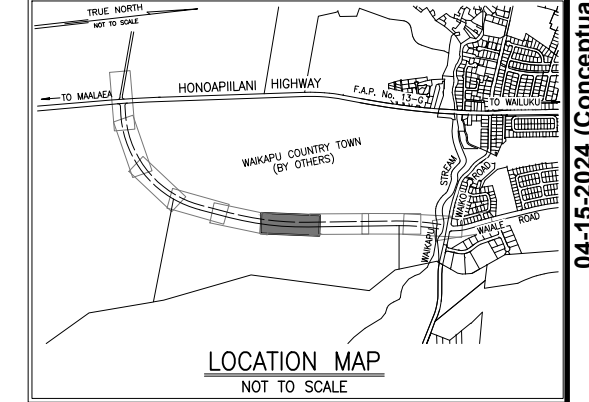 TRUE NORTH
NOT TO SCALE
TO MAALAEA
HONOAPIILANI HIGHWAY
F.A.P. No. 13-G
TO WAILUKU
WAIKAPU COUNTRY TOWN
(BY OTHERS)
WAIKAPU STREAM
ROAD
WAIALE ROAD
LOCATION MAP
NOT TO SCALE
04-15-2024 (Conceptua